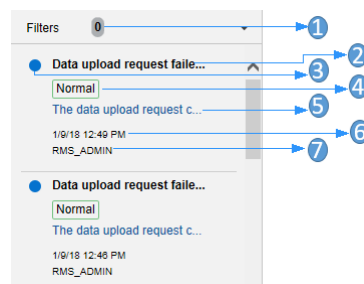 Filters 0 1
Data upload request faile... 2
3
Normal 4
The data upload request c... 5
1/9/18 12:49 PM 6
RMS_ADMIN 7
Data upload request faile...
Normal
The data upload request c...
1/9/18 12:46 PM
RMS_ADMIN